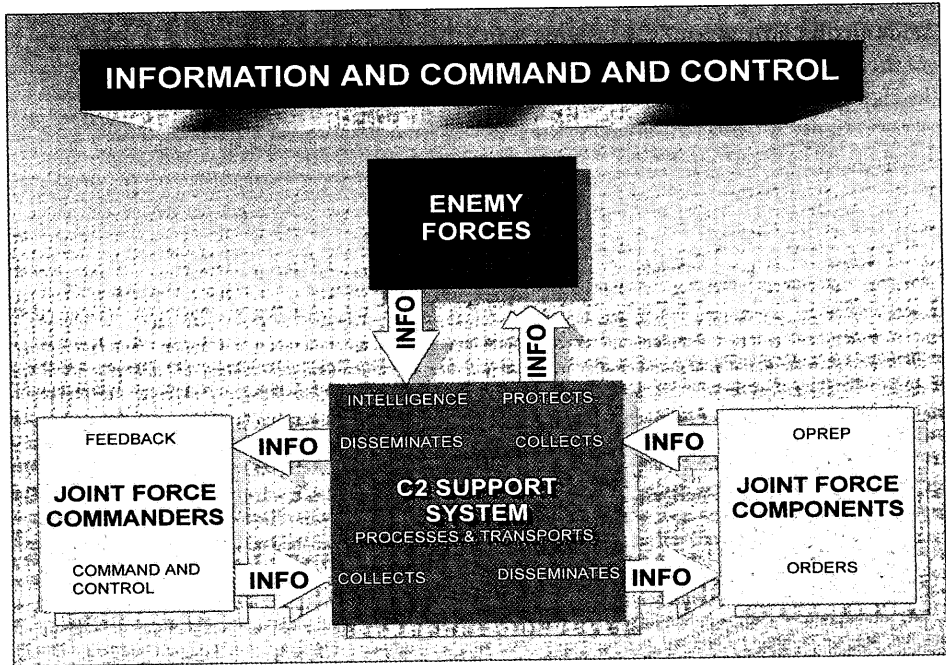 INFORMATION AND COMMAND AND CONTROL
ENEMY
FORCES
INFO
INFO
INTELLIGENCE
PROTECTS
FEEDBACK
INFO
DISSEMINATES
COLLECTS
INFO
OPREP
JOINT FORCE
COMMANDERS
C2 SUPPORT
SYSTEM
JOINT FORCE
COMPONENTS
PROCESSES & TRANSPORTS
COMMAND AND
CONTROL
INFO
COLLECTS
DISSEMINATES
INFO
ORDERS